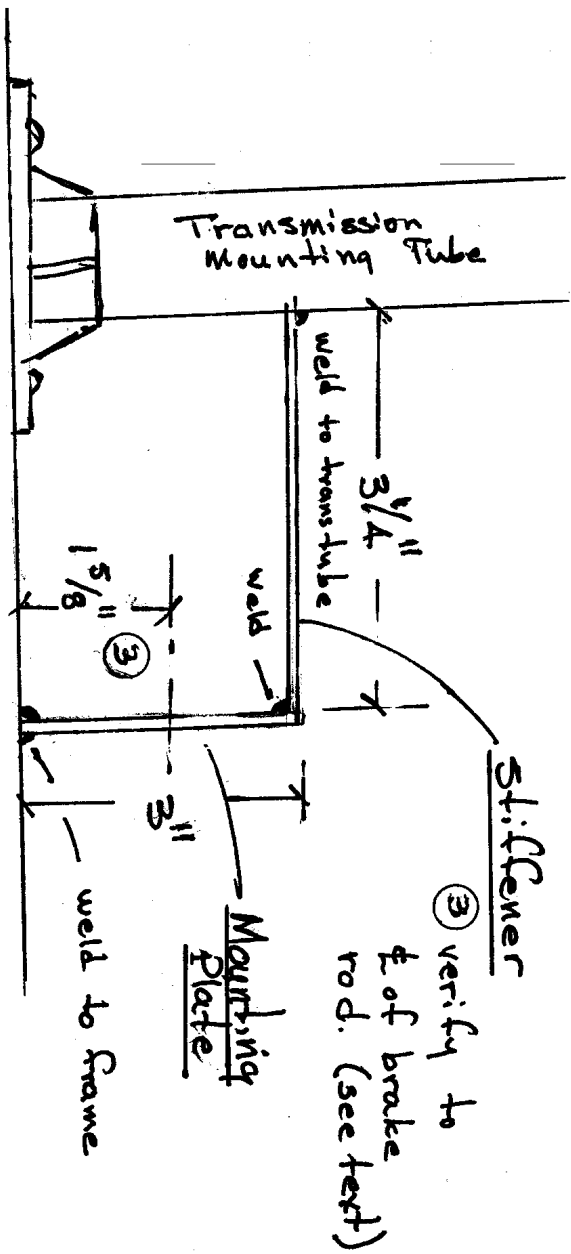 Transmission
Mounting Tube
weld to trans tube
3 1/4"
weld
1 5/8"
3
3"
Stiffener
3 verify to
℄ of brake
rod. (see text)
Mounting
Plate
weld to frame